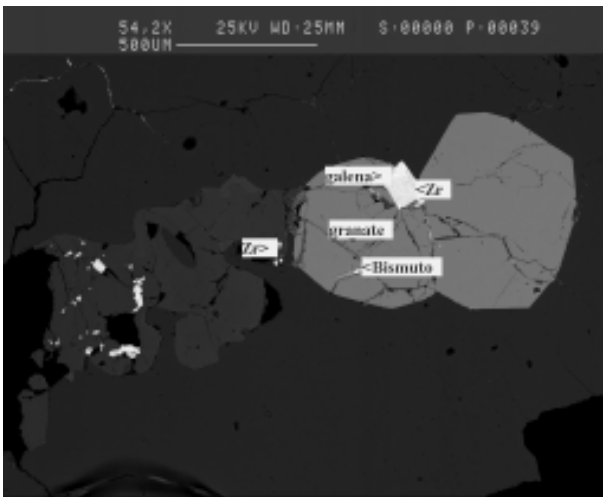 54.2X 25KV WD:25MM S:00000 P:00039
500UM
galena>
<Zr
granate
Zr>
<Bismuto